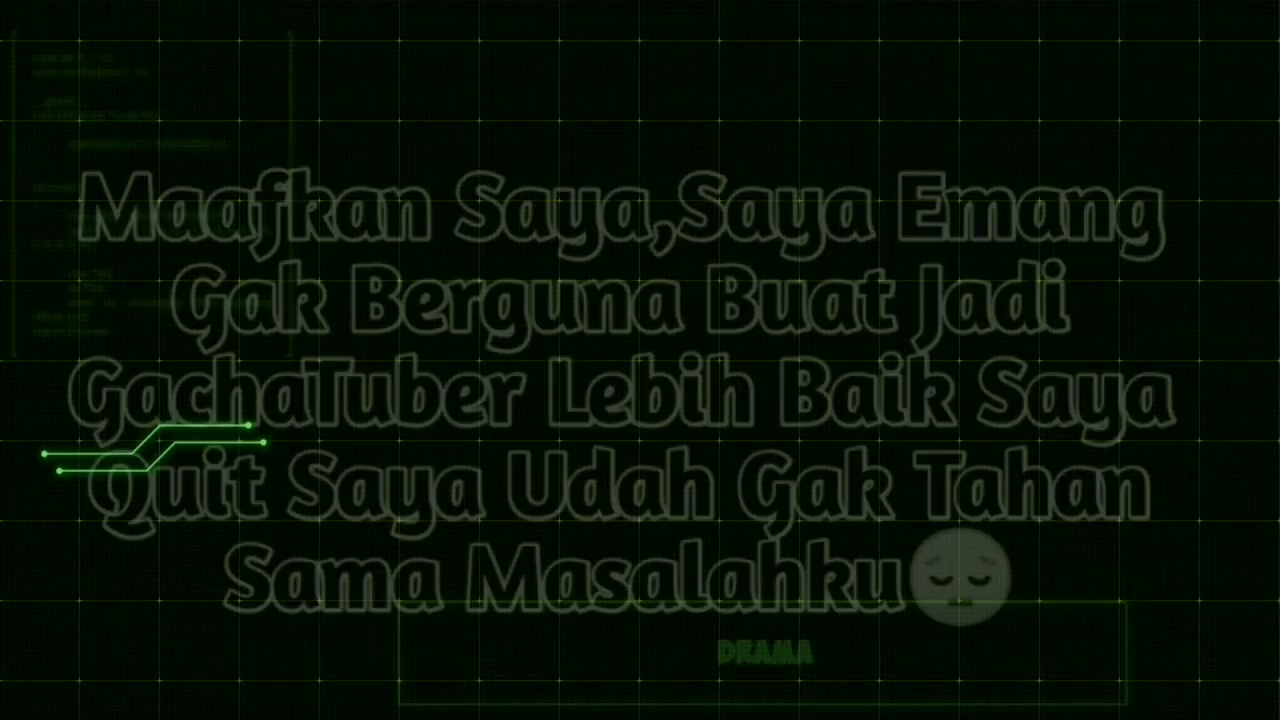 Maafkan Saya,Saya Emang
Gak Berguna Buat Jadi
GachaTuber Lebih Baik Saya
Quit Saya Udah Gak Tahan
Sama Masalahku😔
DRAMA